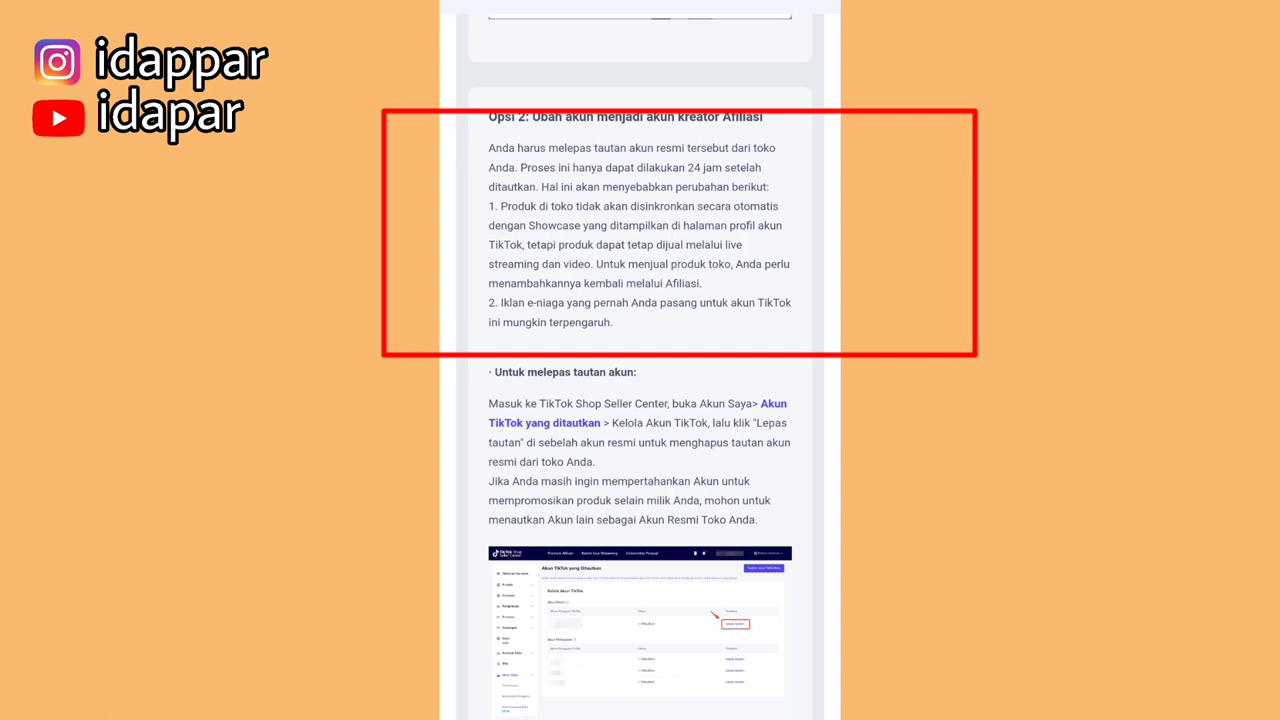 idappar
idapar
Opsi 2: Ubah akun menjadi akun kreator Afiliasi
Anda harus melepas tautan akun resmi tersebut dari toko
Anda. Proses ini hanya dapat dilakukan 24 jam setelah
ditautkan. Hal ini akan menyebabkan perubahan berikut:
1. Produk di toko tidak akan disinkronkan secara otomatis
dengan Showcase yang ditampilkan di halaman profil akun
TikTok, tetapi produk dapat tetap dijual melalui live
streaming dan video. Untuk menjual produk toko, Anda perlu
menambahkannya kembali melalui Afiliasi.
2. Iklan e-niaga yang pernah Anda pasang untuk akun TikTok
ini mungkin terpengaruh.
· Untuk melepas tautan akun:
Masuk ke TikTok Shop Seller Center, buka Akun Saya> Akun
TikTok yang ditautkan > Kelola Akun TikTok, lalu klik "Lepas
tautan" di sebelah akun resmi untuk menghapus tautan akun
resmi dari toko Anda.
Jika Anda masih ingin mempertahankan Akun untuk
mempromosikan produk selain milik Anda, mohon untuk
menautkan Akun lain sebagai Akun Resmi Toko Anda.
TikTok Shop
Seller Center
Akun TikTok yang Ditautkan
Kelola Akun TikTok